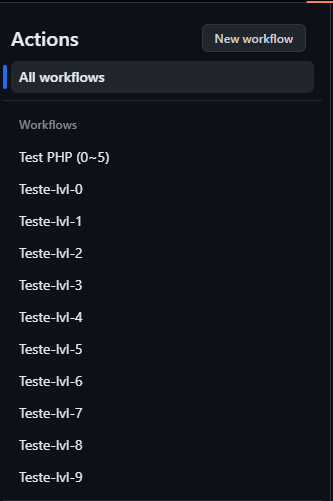 Actions
New workflow
All workflows
Workflows
Test PHP (0~5)
Teste-lvl-0
Teste-lvl-1
Teste-lvl-2
Teste-lvl-3
Teste-lvl-4
Teste-lvl-5
Teste-lvl-6
Teste-lvl-7
Teste-lvl-8
Teste-lvl-9